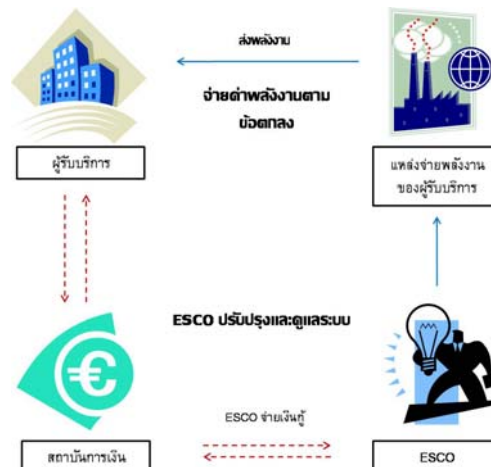 ส่งพลังงาน
จ่ายค่าพลังงานตาม
ข้อตกลง
ผู้รับบริการ
แหล่งจ่ายพลังงาน
ของผู้รับบริการ
ESCO ปรับปรุงและดูแลระบบ
ESCO จ่ายเงินกู้
สถาบันการเงิน
ESCO